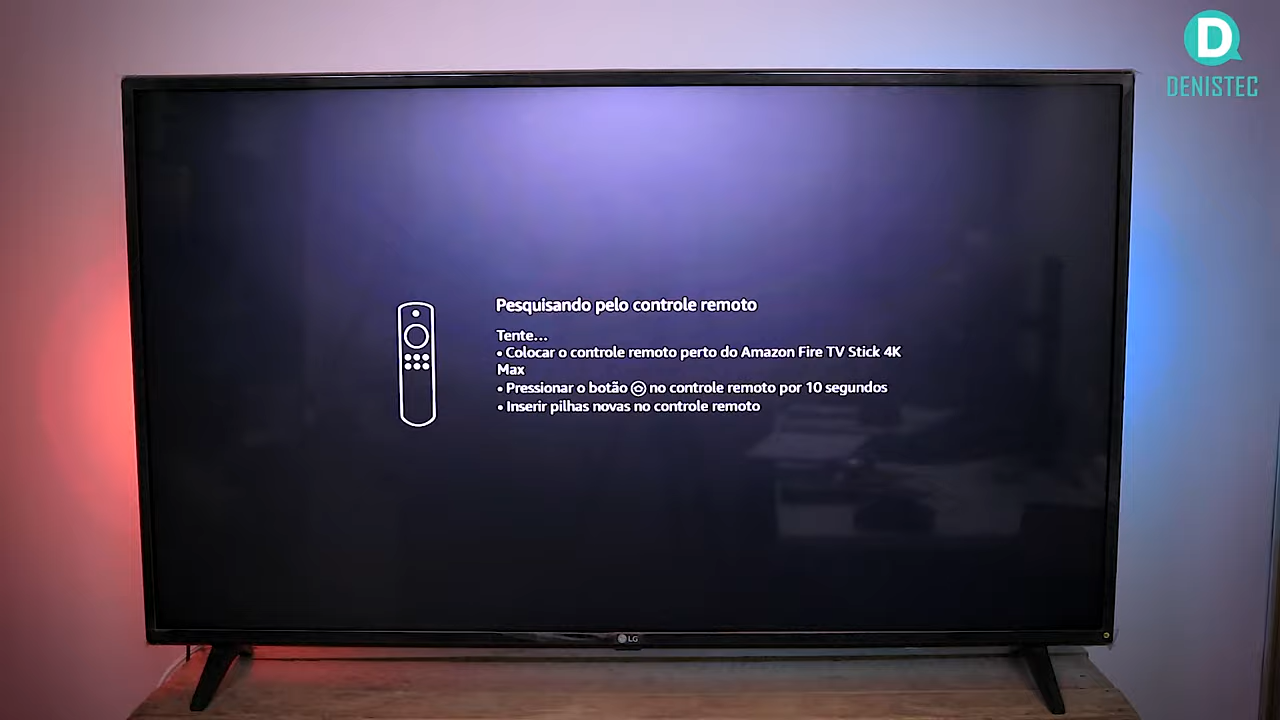 D
DENISTEC
Pesquisando pelo controle remoto
Tente...
• Colocar o controle remoto perto do Amazon Fire TV Stick 4K
Max
• Pressionar o botão no controle remoto por 10 segundos
• Inserir pilhas novas no controle remoto
LG